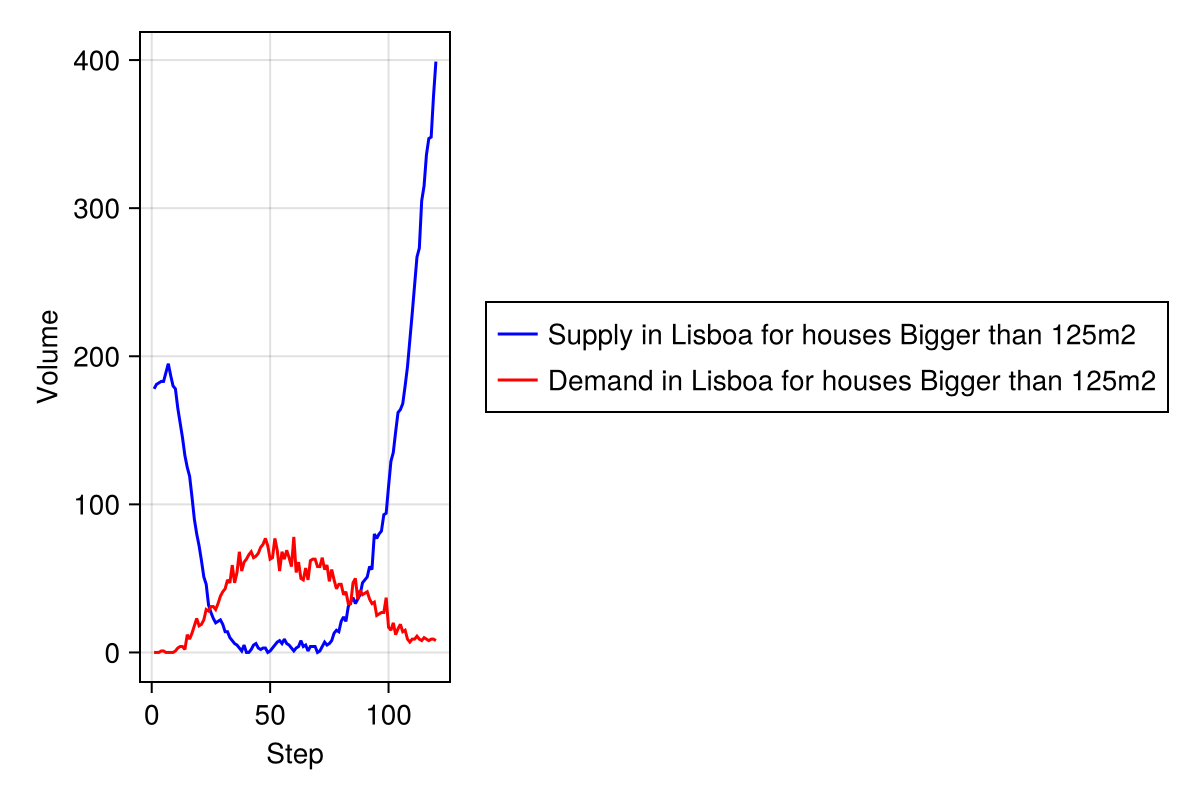 400
300
200
100
0
Volume
0 50 100
Step
Supply in Lisboa for houses Bigger than 125m2
Demand in Lisboa for houses Bigger than 125m2